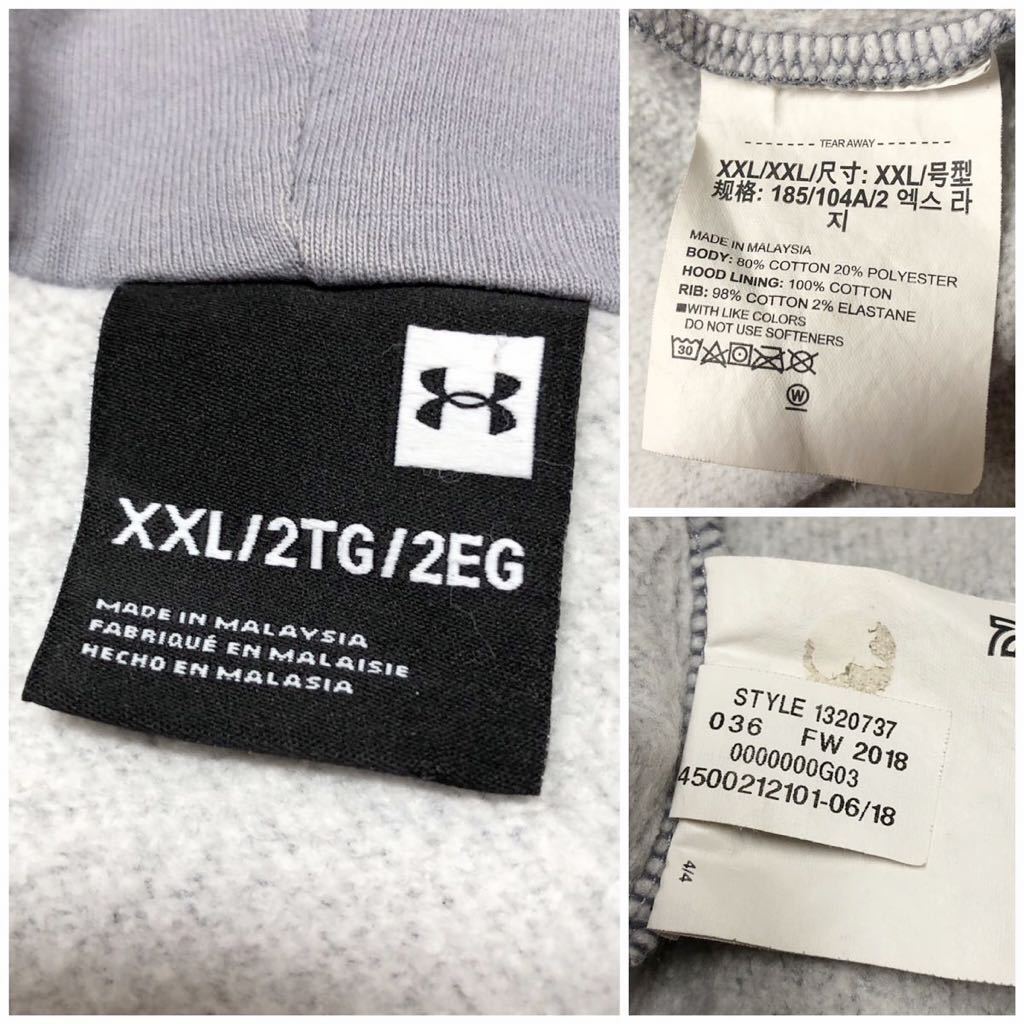 XXL/2TG/2EG
MADE IN MALAYSIA
FABRIQUÉ EN MALAISIE
HECHO EN MALASIA
TEAR AWAY
XXL/XXL/尺寸: XXL/号型
规格: 185/104A/2 엑스 라
지
MADE IN MALAYSIA
BODY: 80% COTTON 20% POLYESTER
HOOD LINING: 100% COTTON
RIB: 98% COTTON 2% ELASTANE
■WITH LIKE COLORS
DO NOT USE SOFTENERS
30
W
STYLE 1320737
036 FW 2018
0000000G03
4500212101-06/18
4/4